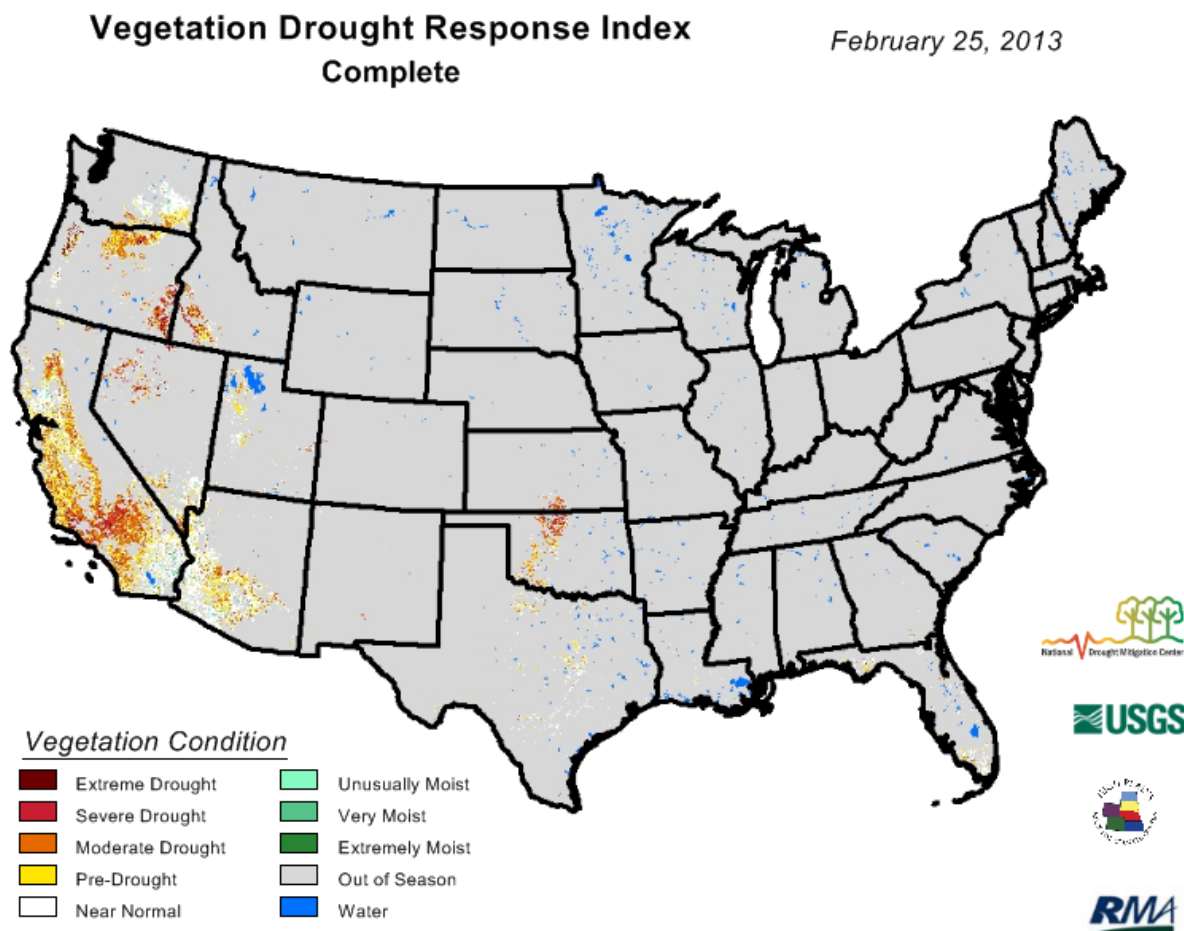 Vegetation Drought Response Index
Complete
February 25, 2013
National Drought Mitigation Center
USGS
Vegetation Condition
Extreme Drought
Severe Drought
Moderate Drought
Pre-Drought
Near Normal
Unusually Moist
Very Moist
Extremely Moist
Out of Season
Water
RMA